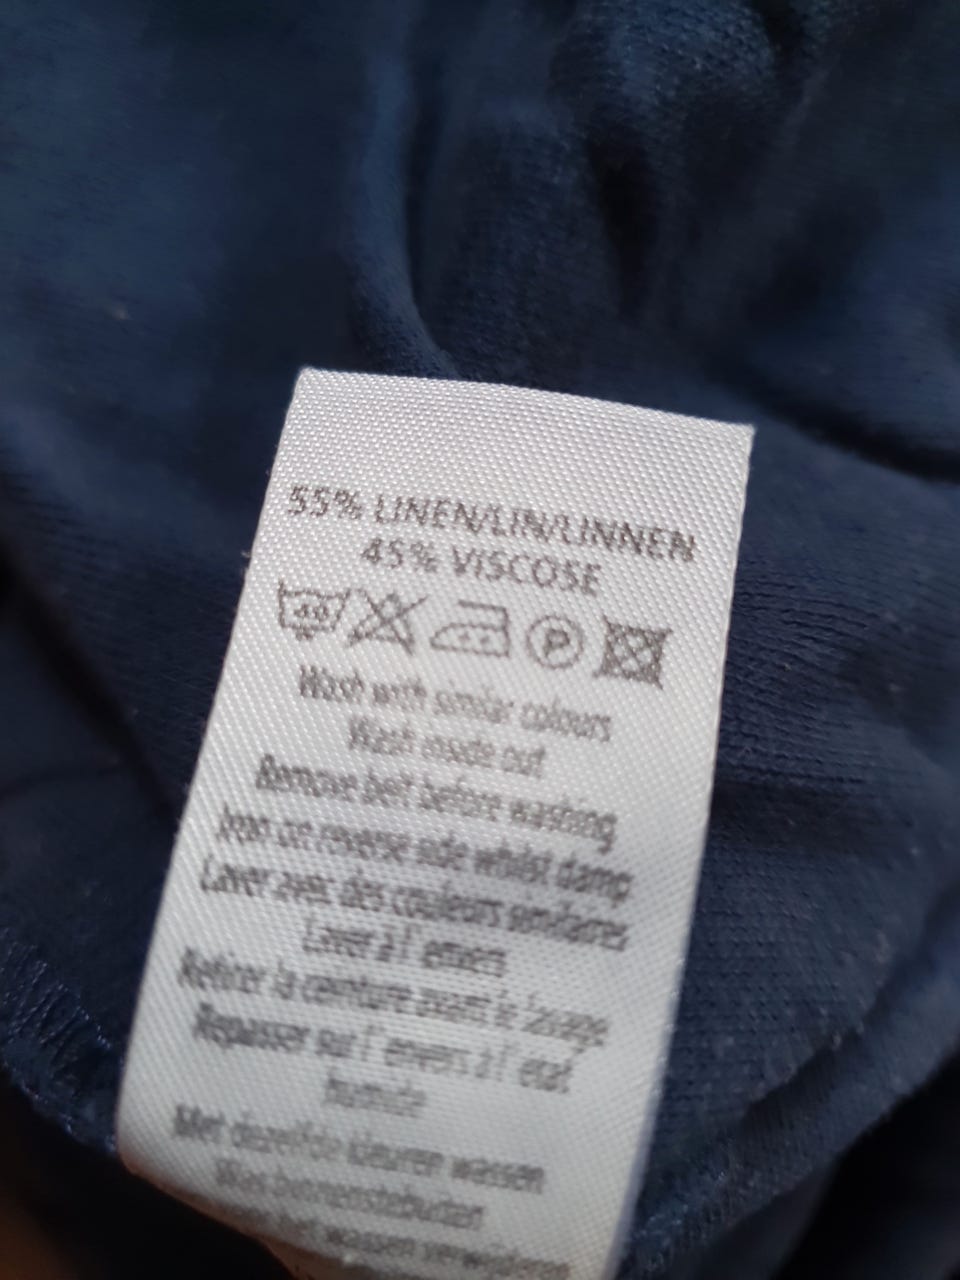 55% LINEN/LIN/LINNEN
45% VISCOSE
40 P
Wash with similar colours
Wash inside out
Remove belt before washing
Iron on reverse side whilst damp
Laver avec des couleurs similaires
Laver à l'envers
Retirer la ceinture avant le lavage
Repasser sur l'envers à l'etat
humide
Met dezelfde kleuren wassen